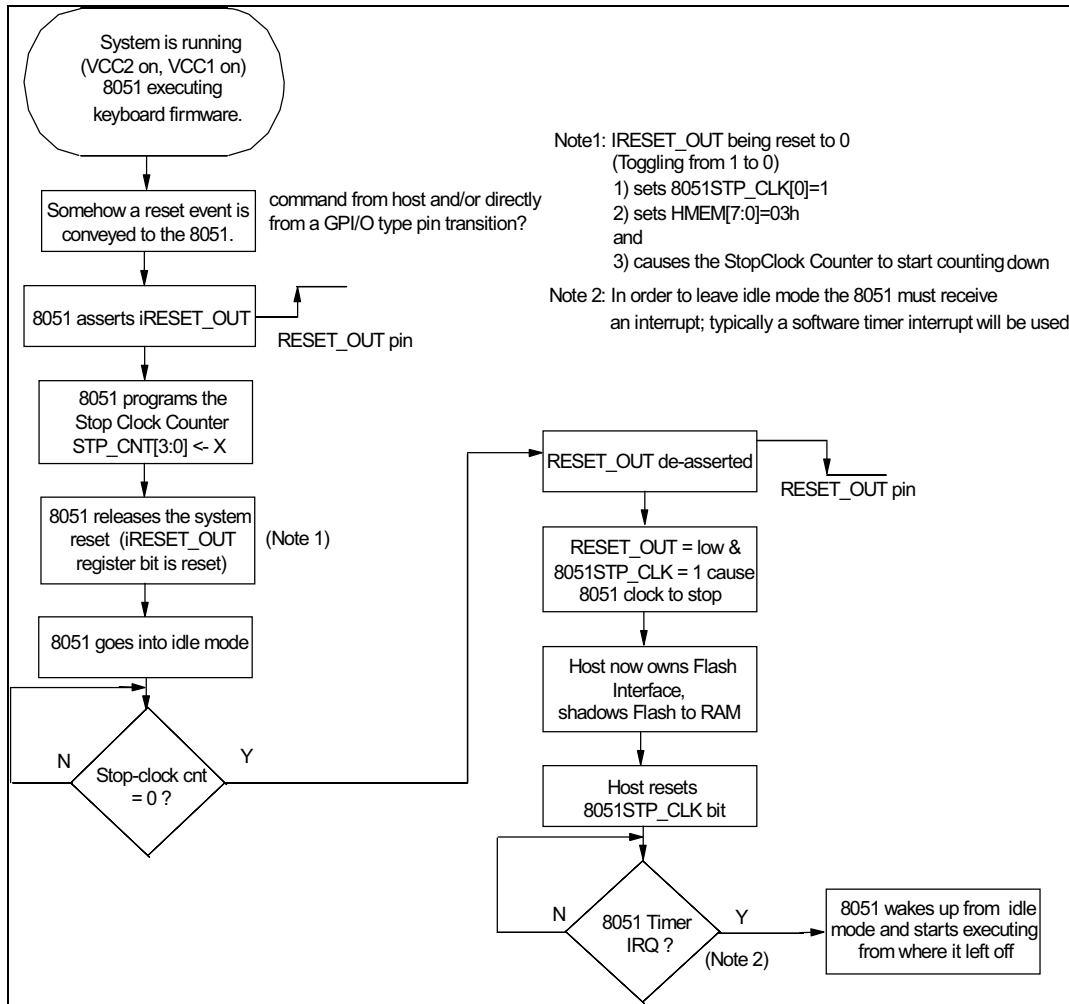 System is running
(VCC2 on, VCC1 on)
8051 executing
keyboard firmware.
Somehow a reset event is
conveyed to the 8051.
command from host and/or directly
from a GPI/O type pin transition?
8051 asserts iRESET_OUT
RESET_OUT pin
8051 programs the
Stop Clock Counter
STP_CNT[3:0] <- X
8051 releases the system
reset (iRESET_OUT
register bit is reset)
(Note 1)
8051 goes into idle mode
Stop-clock cnt
= 0 ?
N
Y
Note1: IRESET_OUT being reset to 0
(Toggling from 1 to 0)
1) sets 8051STP_CLK[0]=1
2) sets HMEM[7:0]=03h
and
3) causes the StopClock Counter to start counting down
Note 2: In order to leave idle mode the 8051 must receive
an interrupt; typically a software timer interrupt will be used
RESET_OUT de-asserted
RESET_OUT pin
RESET_OUT = low &
8051STP_CLK = 1 cause
8051 clock to stop
Host now owns Flash
Interface,
shadows Flash to RAM
Host resets
8051STP_CLK bit
8051 Timer
IRQ ?
N
Y
(Note 2)
8051 wakes up from idle
mode and starts executing
from where it left off